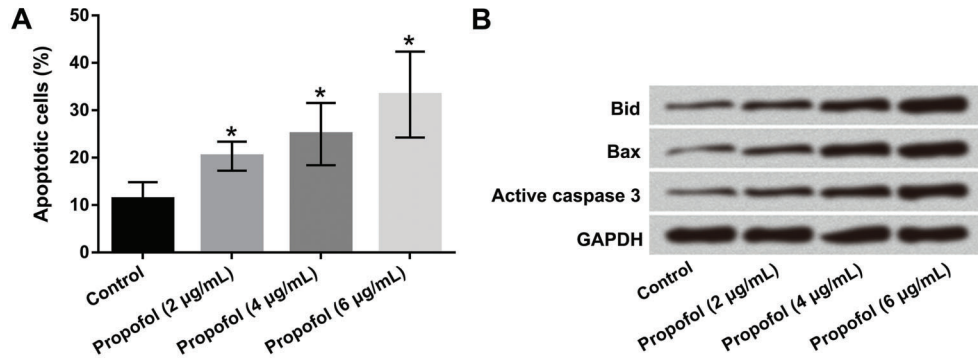 A
Apoptotic cells (%)
50
40
30
20
10
0
*
*
*
Control
Propofol (2 µg/mL)
Propofol (4 µg/mL)
Propofol (6 µg/mL)
B
Bid
Bax
Active caspase 3
GAPDH
Control
Propofol (2 µg/mL)
Propofol (4 µg/mL)
Propofol (6 µg/mL)